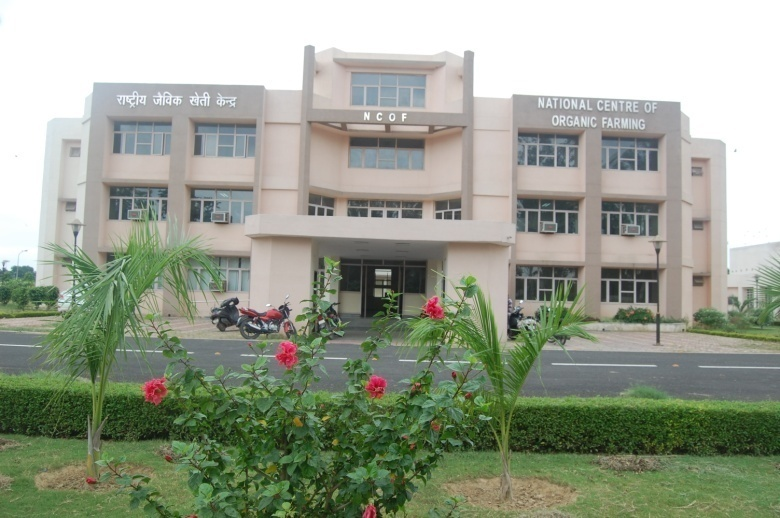 राष्ट्रीय जैविक खेती केन्द्र
NCOF
NATIONAL CENTRE OF
ORGANIC FARMING